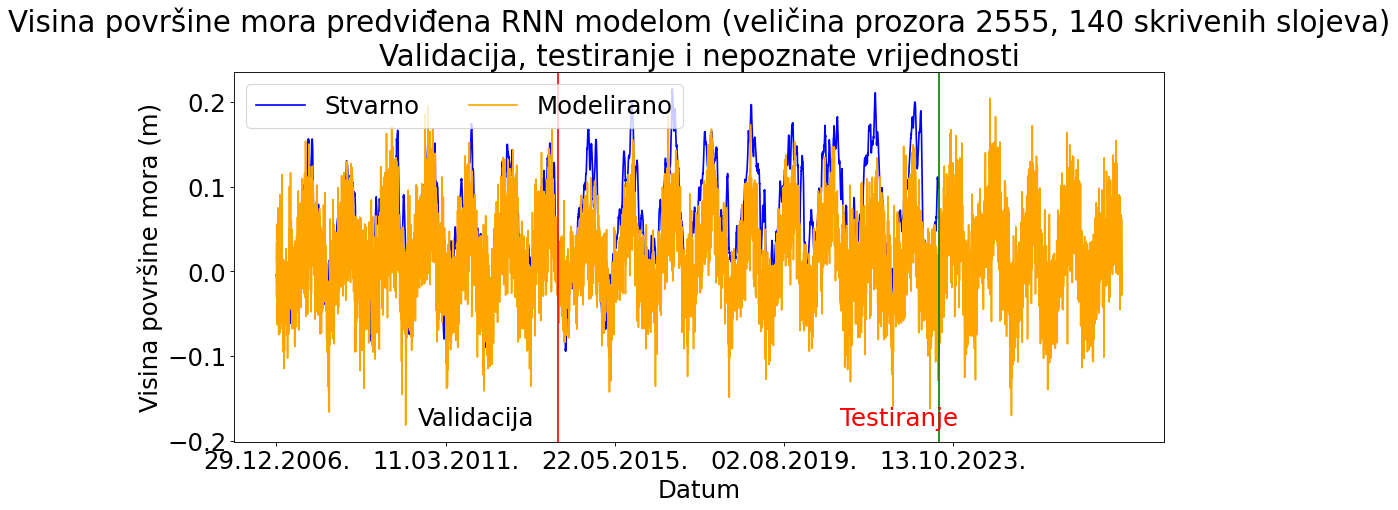 Visina površine mora predviđena RNN modelom (veličina prozora 2555, 140 skrivenih slojeva)
Validacija, testiranje i nepoznate vrijednosti
Stvarno
Modelirano
Visina površine mora (m)
0.2
0.1
0.0
−0.1
−0.2
Validacija
Testiranje
29.12.2006.
11.03.2011.
22.05.2015.
02.08.2019.
13.10.2023.
Datum